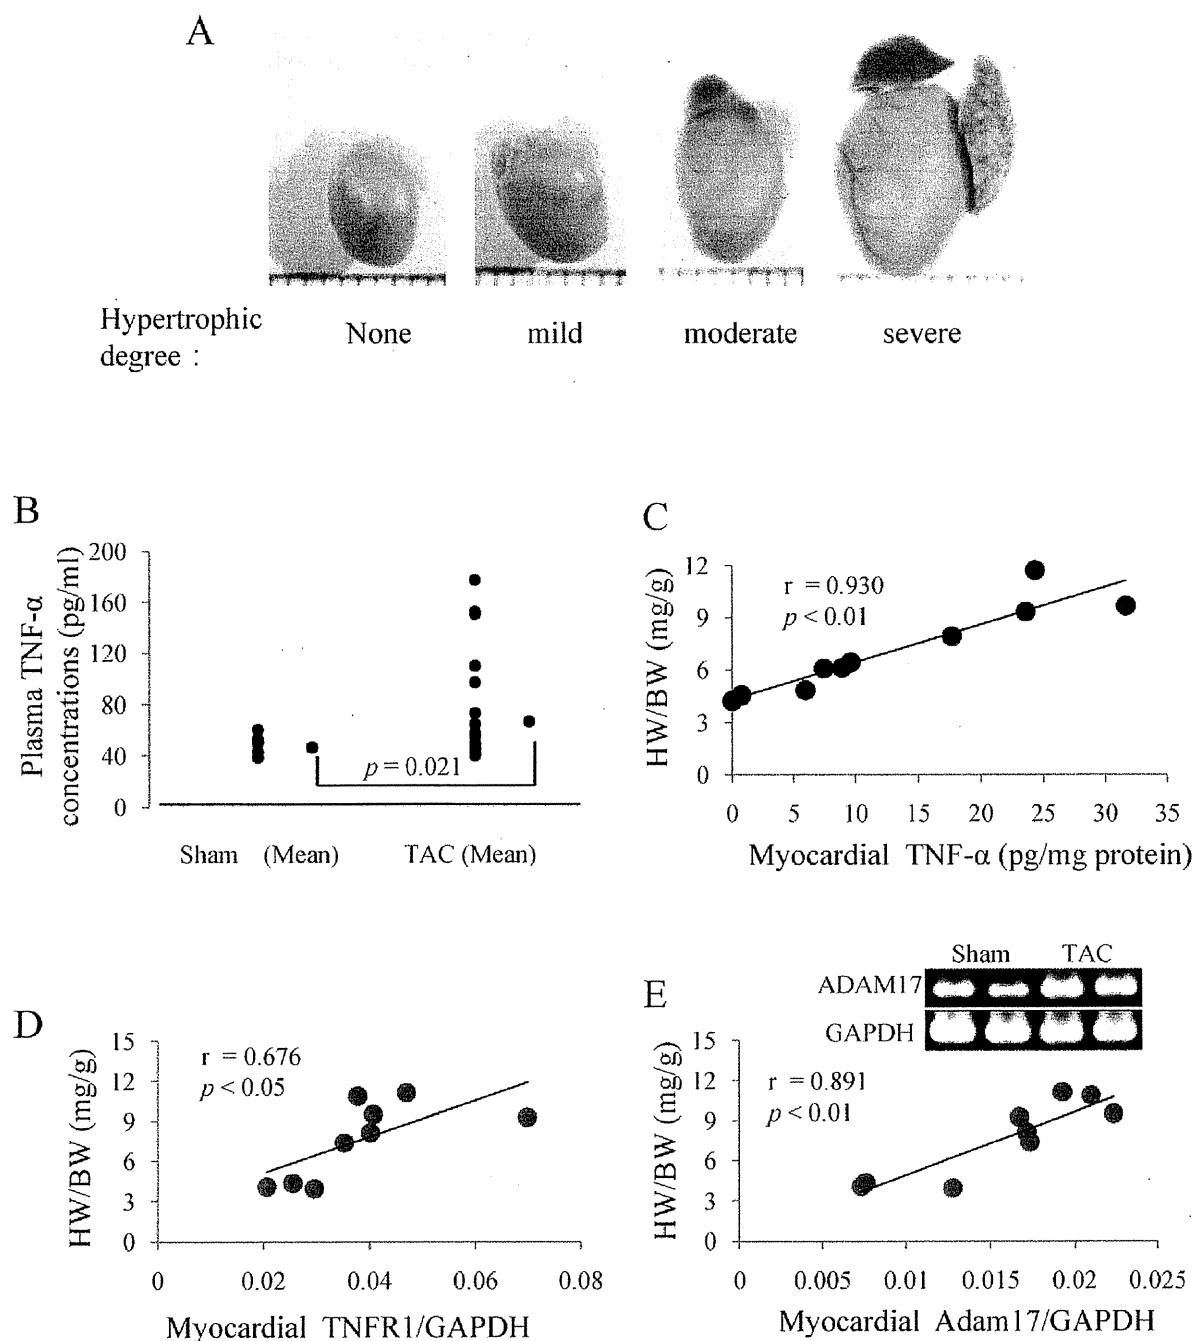 A
Hypertrophic
degree :
None
mild
moderate
severe
B
Plasma TNF-α
concentrations (pg/ml)
200
160
120
80
40
0
p = 0.021
Sham (Mean) TAC (Mean)
C
HW/BW (mg/g)
12
9
6
3
0
r = 0.930
p < 0.01
0 5 10 15 20 25 30 35
Myocardial TNF-α (pg/mg protein)
D
HW/BW (mg/g)
15
12
9
6
3
0
r = 0.676
p < 0.05
0 0.02 0.04 0.06 0.08
Myocardial TNFR1/GAPDH
E
Sham TAC
ADAM17
GAPDH
HW/BW (mg/g)
15
12
9
6
3
0
r = 0.891
p < 0.01
0 0.005 0.01 0.015 0.02 0.025
Myocardial Adam17/GAPDH